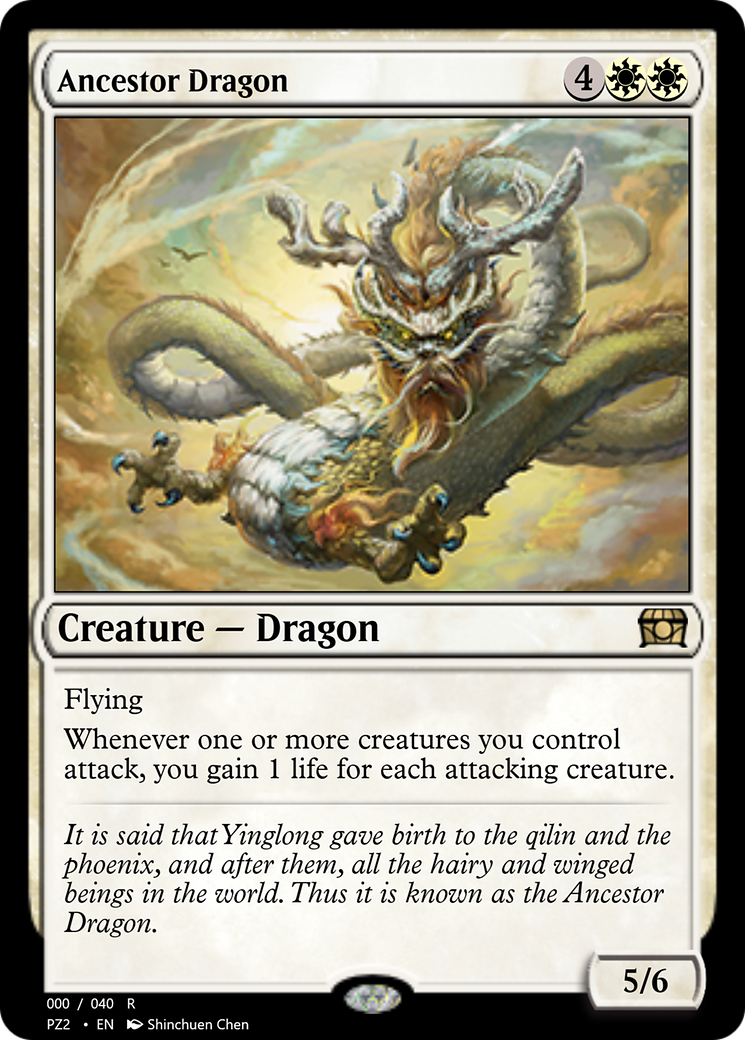 Ancestor Dragon 4
Creature — Dragon
Flying
Whenever one or more creatures you control
attack, you gain 1 life for each attacking creature.
It is said that Yinglong gave birth to the qilin and the
phoenix, and after them, all the hairy and winged
beings in the world. Thus it is known as the Ancestor
Dragon.
5/6
000 / 040 R
PZ2 • EN Shinchuen Chen